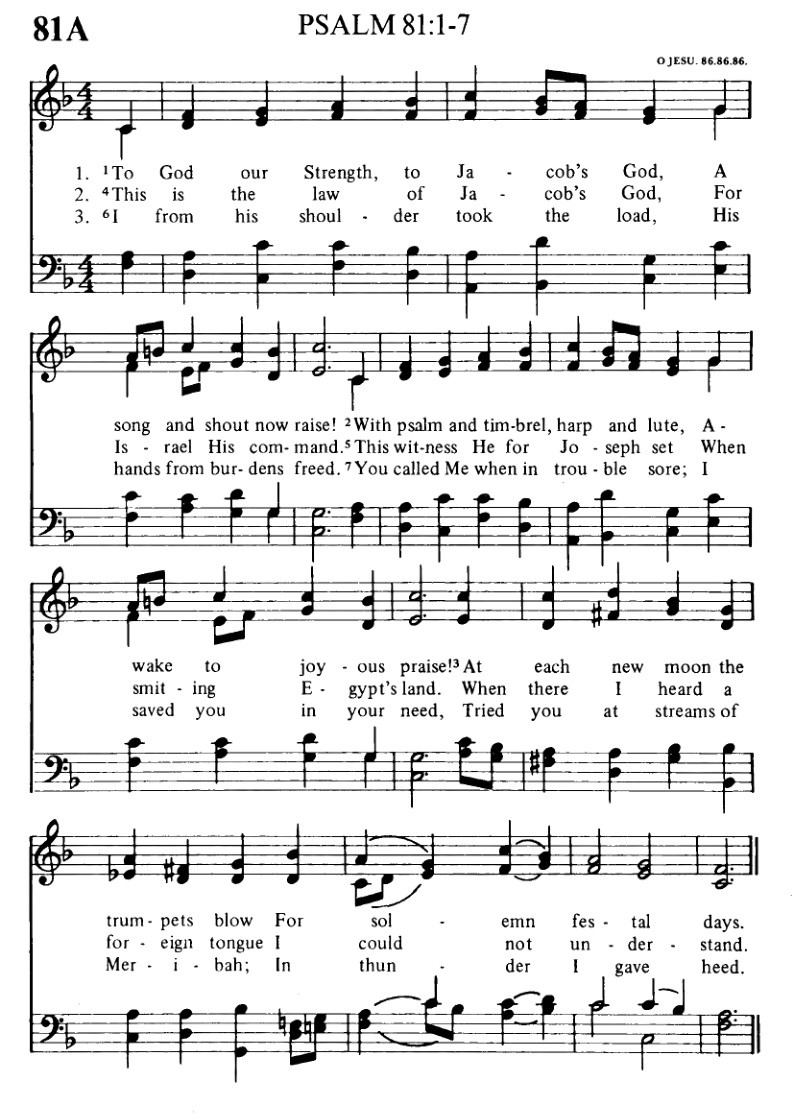 81A
PSALM 81:1-7
O JESU. 86.86.86.
1. ¹To God our Strength, to Ja - cob's God, A
2. ⁴This is the law of Ja - cob's God, For
3. ⁶I from his shoul - der took the load, His
song and shout now raise! ²With psalm and tim-brel, harp and lute, A-
Is - rael His com-mand. ⁵This wit-ness He for Jo - seph set When
hands from bur-dens freed. ⁷You called Me when in trou-ble sore; I
wake to joy - ous praise! ³At each new moon the
smit - ing E - gypt's land. When there I heard a
saved you in your need, Tried you at streams of
trum-pets blow For sol - emn fes - tal days.
for - eign tongue I could not un - der - stand.
Mer - i - bah; In thun - der I gave heed.